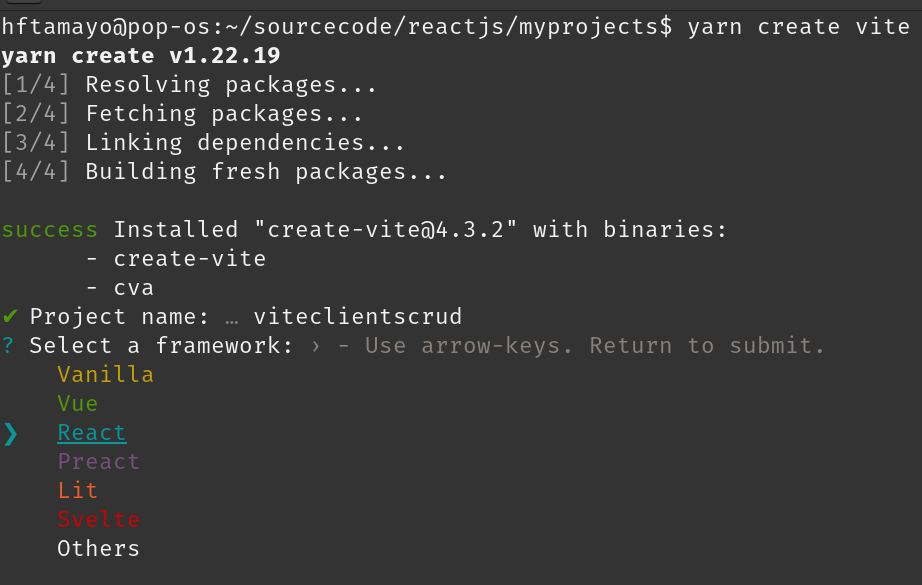 hftamayo@pop-os:~/sourcecode/reactjs/myprojects$ yarn create vite
yarn create v1.22.19
[1/4] Resolving packages...
[2/4] Fetching packages...
[3/4] Linking dependencies...
[4/4] Building fresh packages...
success Installed "create-vite@4.3.2" with binaries:
- create-vite
- cva
✔ Project name: … viteclientscrud
? Select a framework: › - Use arrow-keys. Return to submit.
Vanilla
Vue
❯ React
Preact
Lit
Svelte
Others